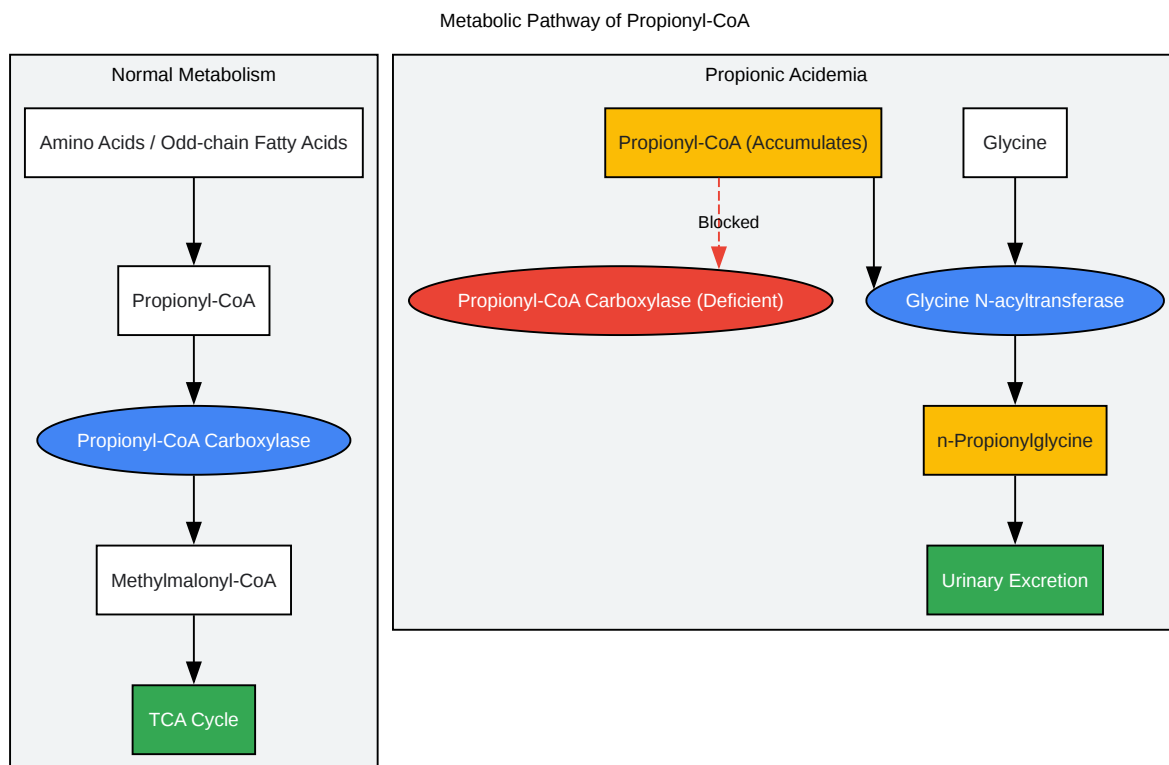 Metabolic Pathway of Propionyl-CoA
Normal Metabolism
Amino Acids / Odd-chain Fatty Acids
Propionyl-CoA
Propionyl-CoA Carboxylase
Methylmalonyl-CoA
TCA Cycle
Propionic Acidemia
Propionyl-CoA (Accumulates)
Glycine
Blocked
Propionyl-CoA Carboxylase (Deficient)
Glycine N-acyltransferase
n-Propionylglycine
Urinary Excretion